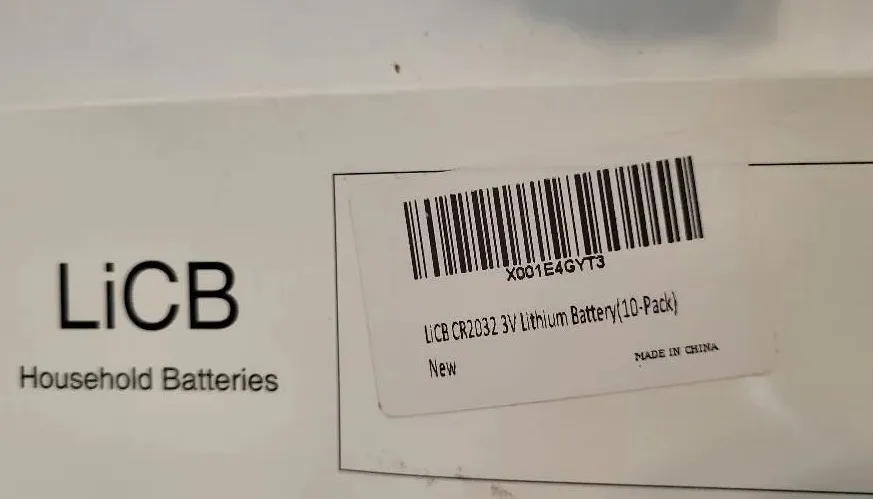 LiCB
Household Batteries
X001E4GYT3
LiCB CR2032 3V Lithium Battery(10-Pack)
New
MADE IN CHINA